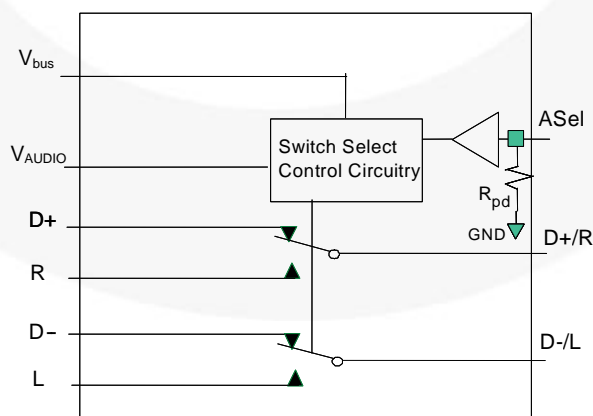 Vbus
ASel
Switch Select
Control Circuitry
VAUDIO
Rpd
D+
GND
D+/R
R
D−
D-/L
L